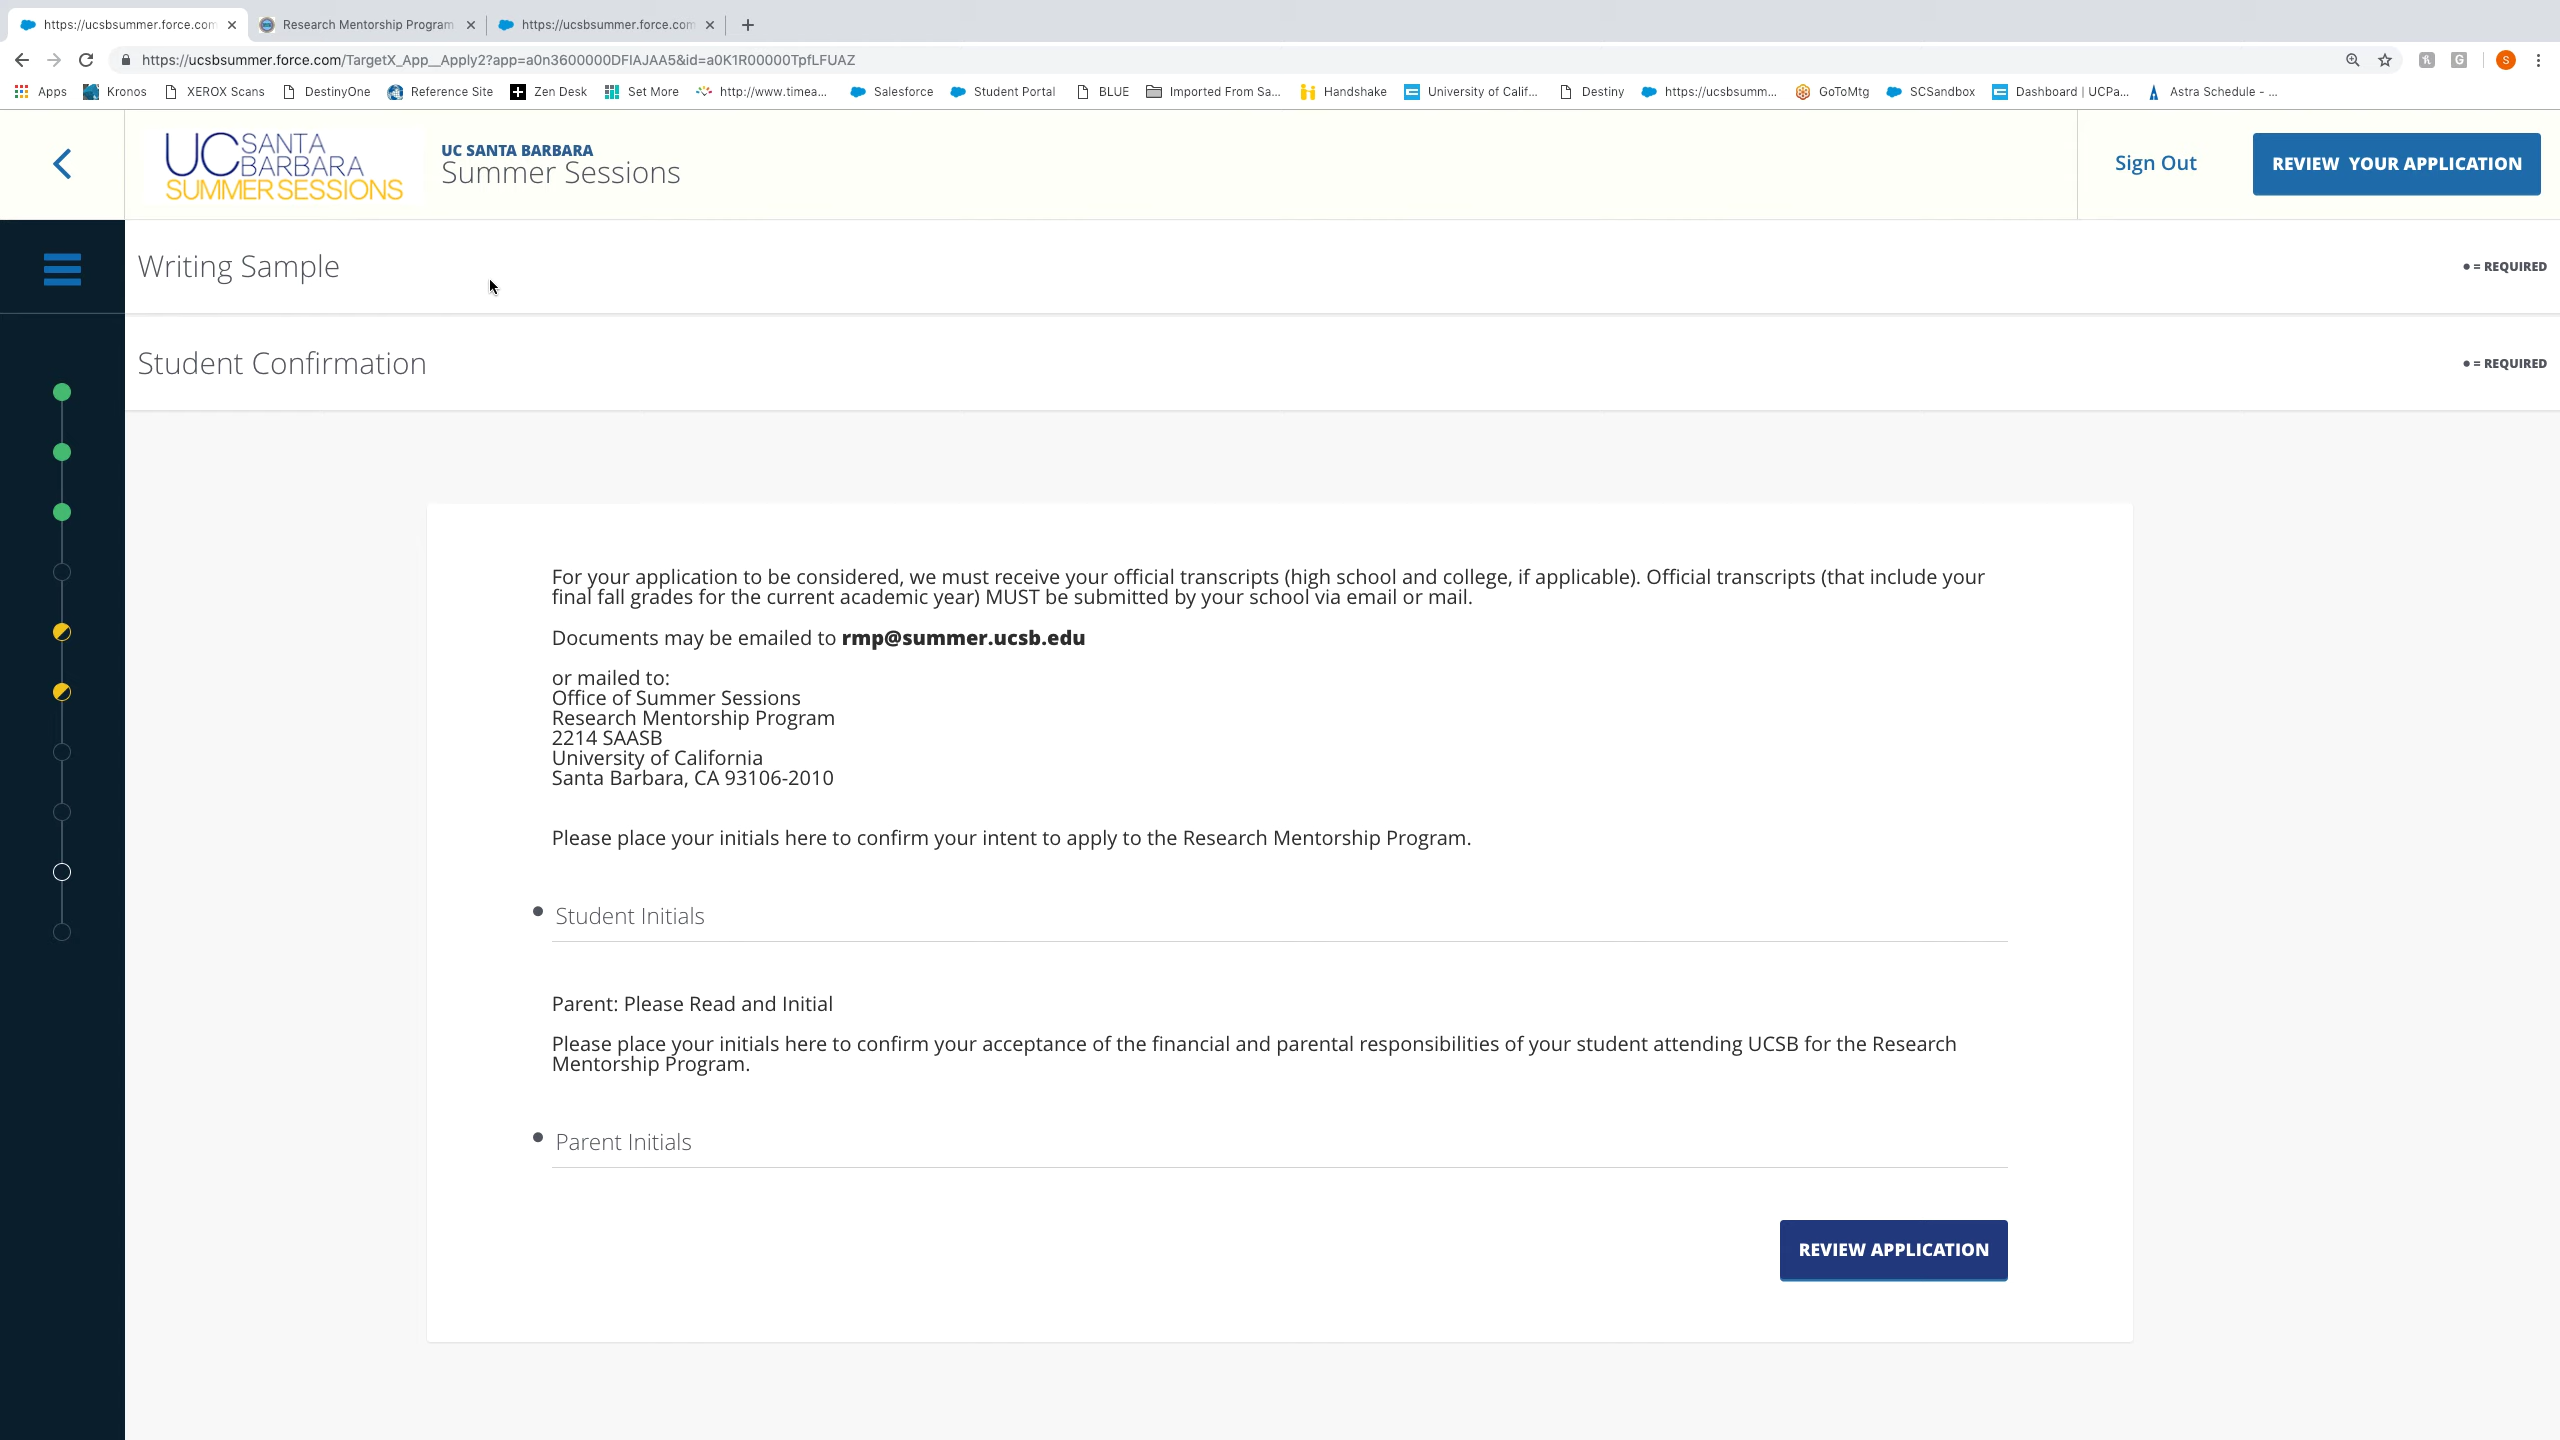 https://ucsbsummer.force.com
Research Mentorship Program
https://ucsbsummer.force.com
https://ucsbsummer.force.com/TargetX_App__Apply2?app=a0n3600000DFIAJAA5&id=a0K1R00000TpfLFUAZ
S
Apps Kronos XEROX Scans DestinyOne Reference Site Zen Desk Set More http://www.timea... Salesforce Student Portal BLUE Imported From Sa... Handshake University of Calif... Destiny https://ucsbsumm... GoToMtg SCSandbox Dashboard | UCPa... Astra Schedule - ...
UC SANTA
BARBARA
SUMMER SESSIONS
UC SANTA BARBARA
Summer Sessions
Sign Out
REVIEW YOUR APPLICATION
Writing Sample
• = REQUIRED
Student Confirmation
• = REQUIRED
For your application to be considered, we must receive your official transcripts (high school and college, if applicable). Official transcripts (that include your
final fall grades for the current academic year) MUST be submitted by your school via email or mail.
Documents may be emailed to rmp@summer.ucsb.edu
or mailed to:
Office of Summer Sessions
Research Mentorship Program
2214 SAASB
University of California
Santa Barbara, CA 93106-2010
Please place your initials here to confirm your intent to apply to the Research Mentorship Program.
• Student Initials
Parent: Please Read and Initial
Please place your initials here to confirm your acceptance of the financial and parental responsibilities of your student attending UCSB for the Research
Mentorship Program.
• Parent Initials
REVIEW APPLICATION